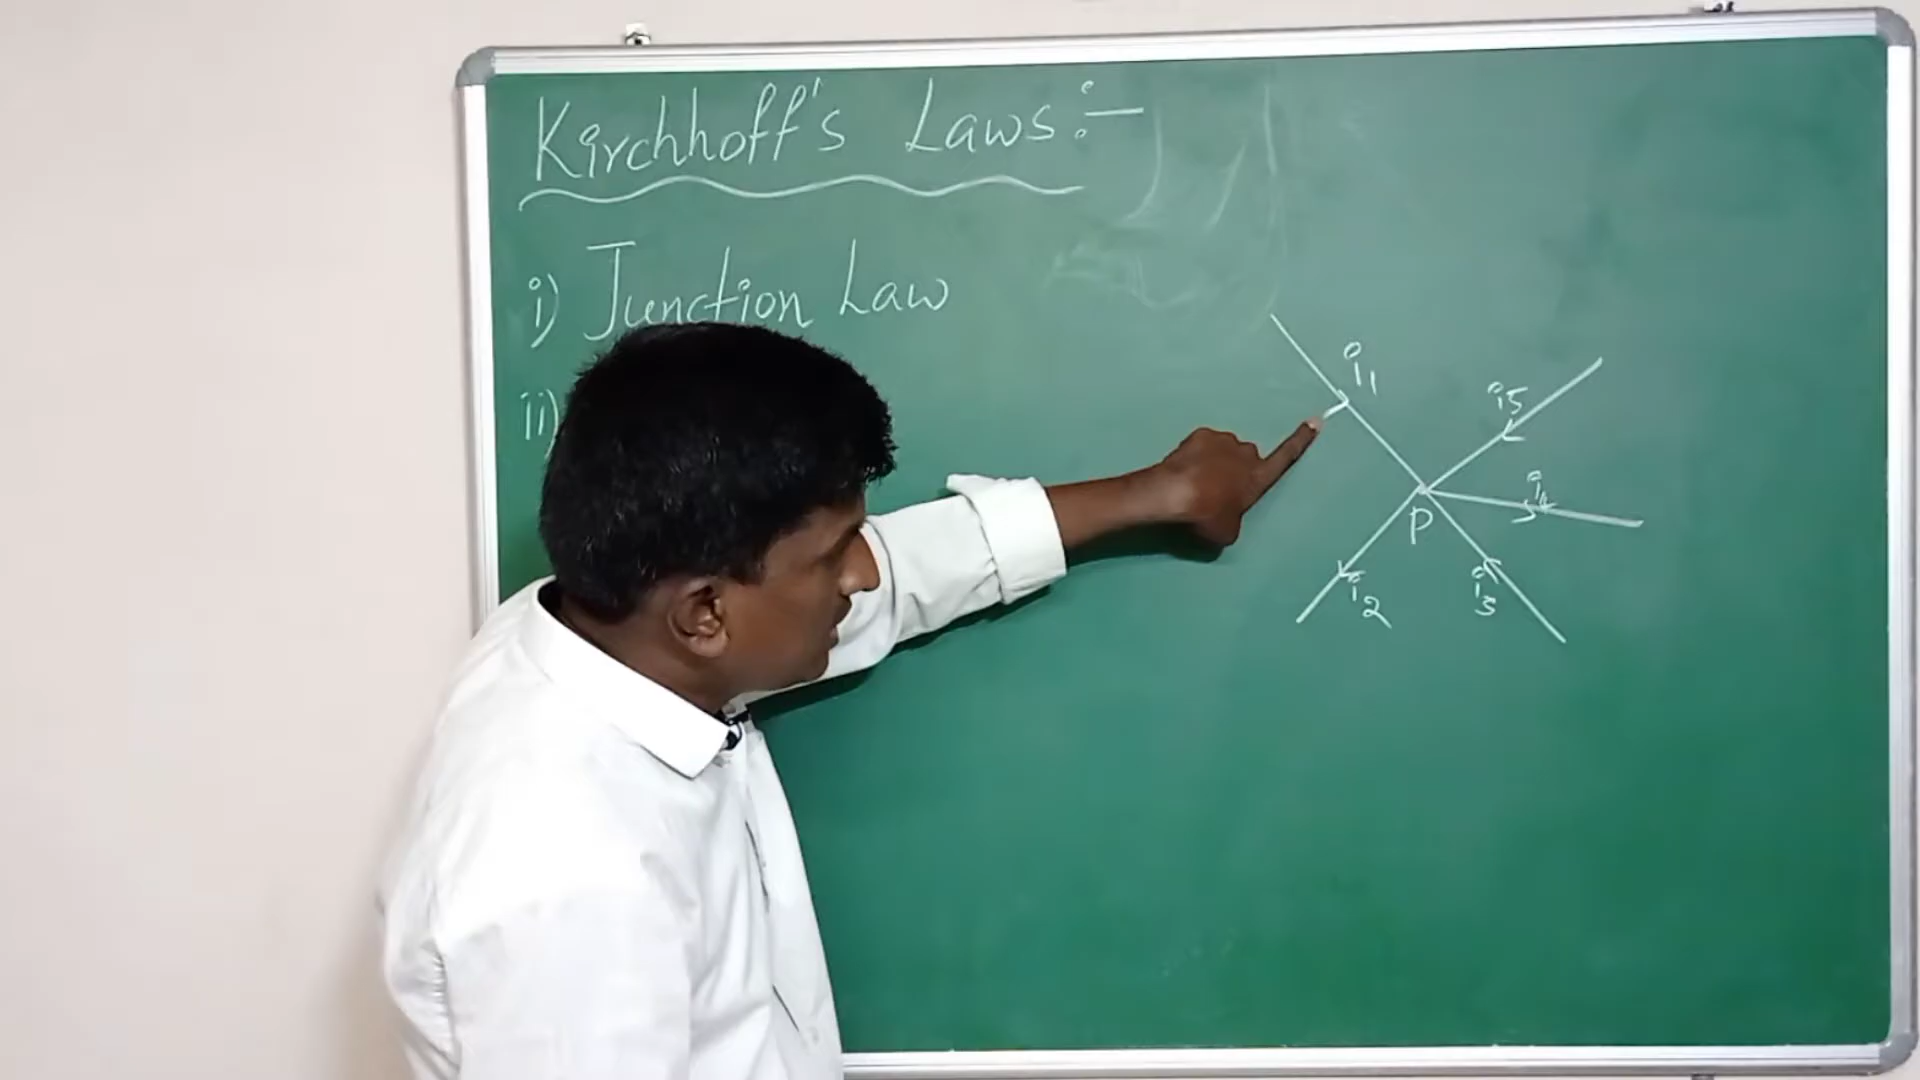 Kirchhoff's Laws :-
i) Junction Law
ii)
i1
i5
i4
P
i2
i3